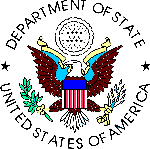 DEPARTMENT OF STATE
UNITED STATES OF AMERICA